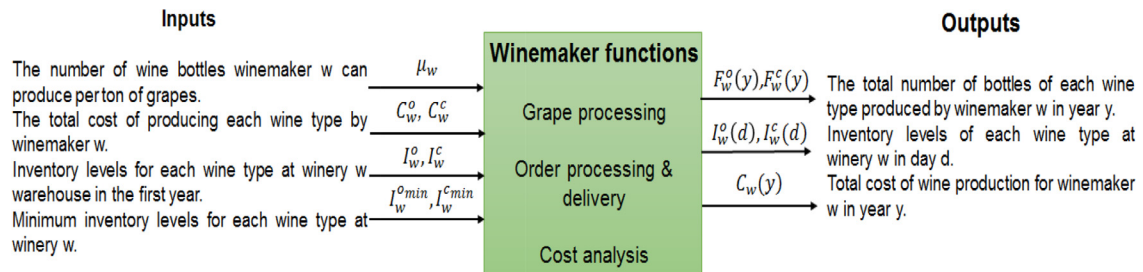 Inputs
The number of wine bottles winemaker w can
produce per ton of grapes.
The total cost of producing each wine type by
winemaker w.
Inventory levels for each wine type at winery w
warehouse in the first year.
Minimum inventory levels for each wine type at
winery w.
μ_w
C_w^o, C_w^c
I_w^o, I_w^c
I_w^{omin}, I_w^{cmin}
Winemaker functions
Grape processing
Order processing &
delivery
Cost analysis
F_w^o(y),F_w^c(y)
I_w^o(d), I_w^c(d)
C_w(y)
Outputs
The total number of bottles of each wine
type produced by winemaker w in year y.
Inventory levels of each wine type at
winery w in day d.
Total cost of wine production for winemaker
w in year y.